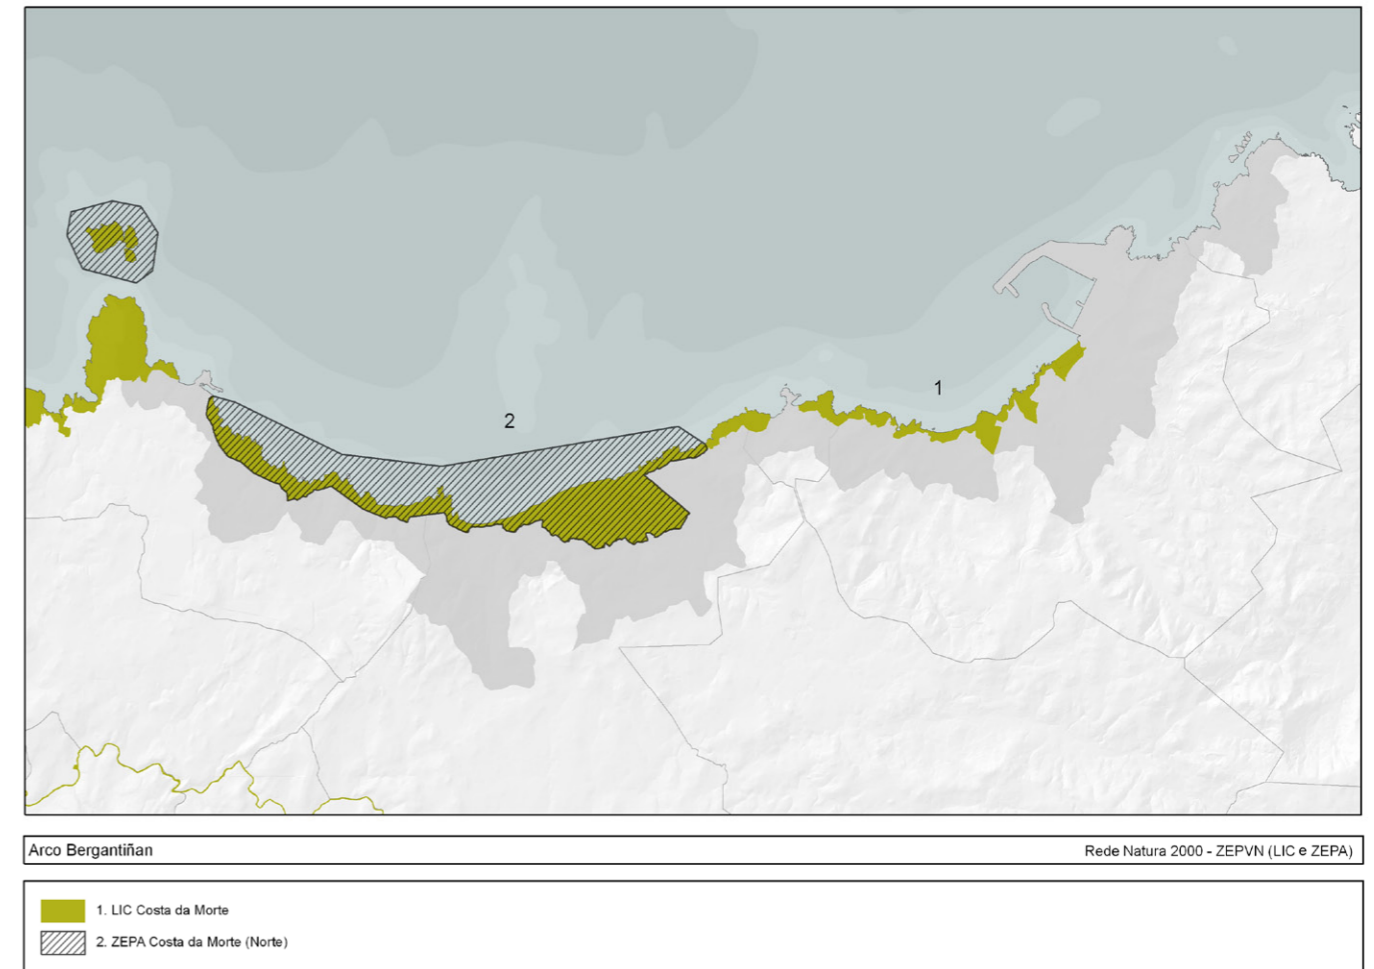 2
1
Arco Bergantiñan
Rede Natura 2000 - ZEPVN (LIC e ZEPA)
1. LIC Costa da Morte
2. ZEPA Costa da Morte (Norte)